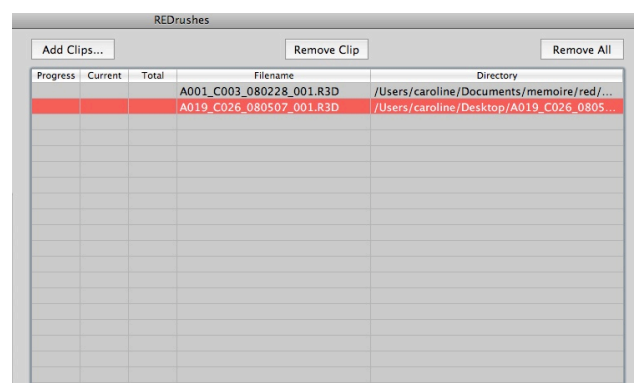 REDrushes
Add Clips... Remove Clip Remove All
Progress Current Total Filename Directory
A001_C003_080228_001.R3D /Users/caroline/Documents/memoire/red/...
A019_C026_080507_001.R3D /Users/caroline/Desktop/A019_C026_0805...